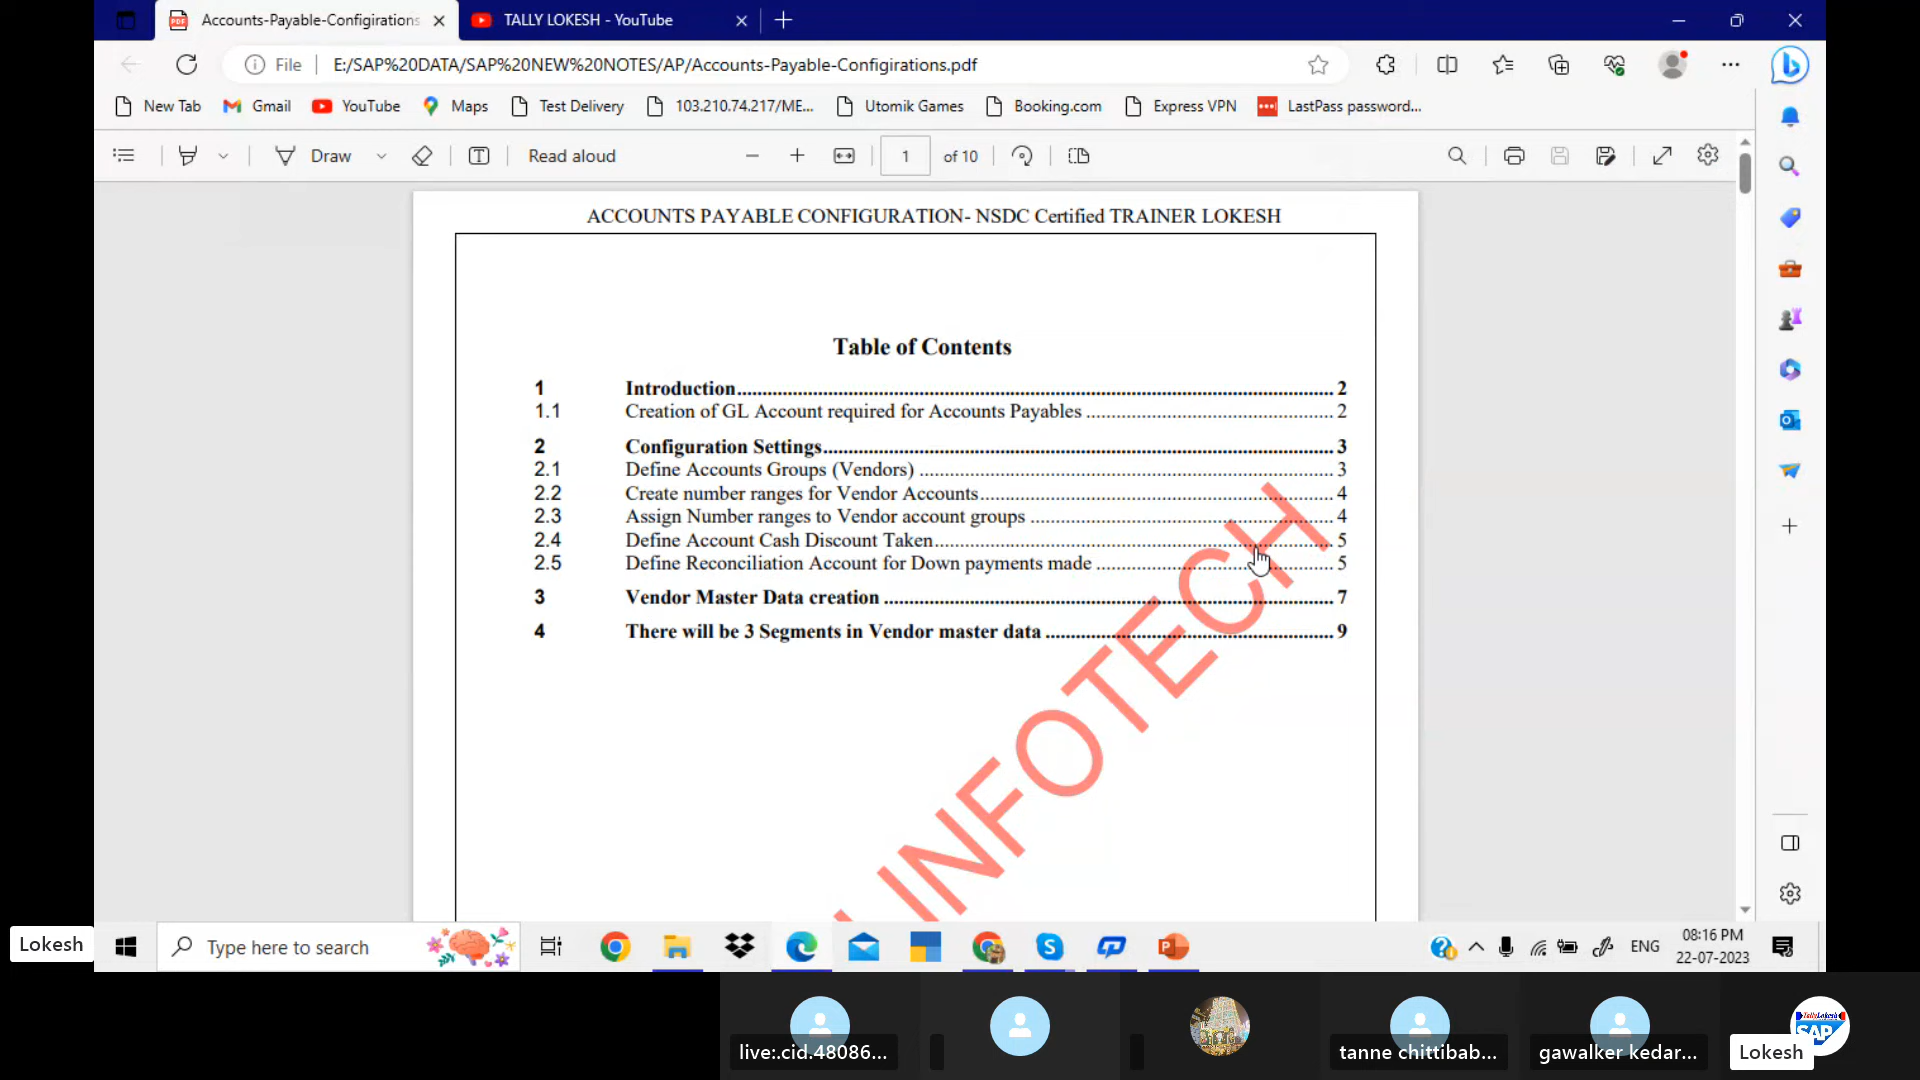 Accounts-Payable-Configirations
TALLY LOKESH - YouTube
File
E:/SAP%20DATA/SAP%20NEW%20NOTES/AP/Accounts-Payable-Configirations.pdf
New Tab
Gmail
YouTube
Maps
Test Delivery
103.210.74.217/ME...
Utomik Games
Booking.com
Express VPN
LastPass password...
Draw
Read aloud
1 of 10
ACCOUNTS PAYABLE CONFIGURATION- NSDC Certified TRAINER LOKESH
Table of Contents
1 Introduction 2
1.1 Creation of GL Account required for Accounts Payables 2
2 Configuration Settings 3
2.1 Define Accounts Groups (Vendors) 3
2.2 Create number ranges for Vendor Accounts 4
2.3 Assign Number ranges to Vendor account groups 4
2.4 Define Account Cash Discount Taken 5
2.5 Define Reconciliation Account for Down payments made 5
3 Vendor Master Data creation 7
4 There will be 3 Segments in Vendor master data 9
INFOTECH
Lokesh
Type here to search
ENG
08:16 PM
22-07-2023
live:.cid.48086...
tanne chittibab...
gawalker kedar...
TallyLokesh
SAP
Lokesh